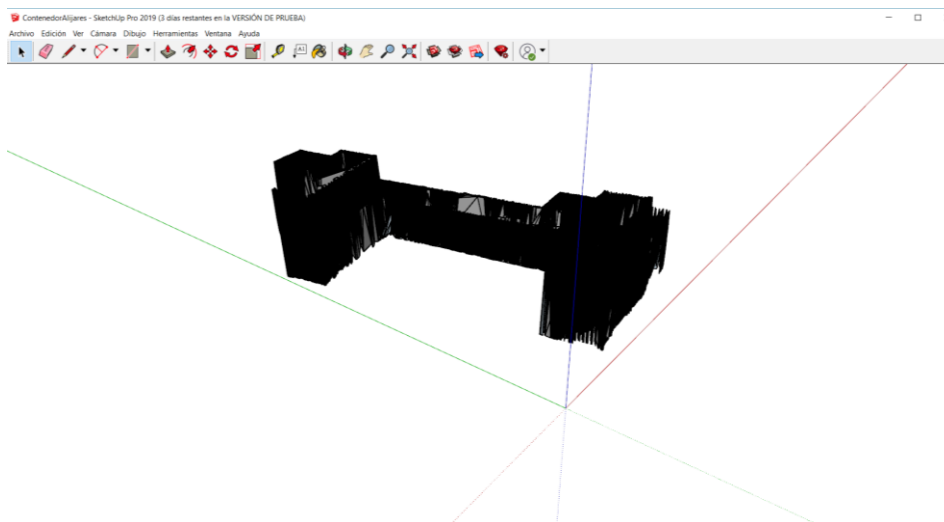 ContenedorAlijares - SketchUp Pro 2019 (3 días restantes en la VERSIÓN DE PRUEBA)
Archivo Edición Ver Cámara Dibujo Herramientas Ventana Ayuda
A1